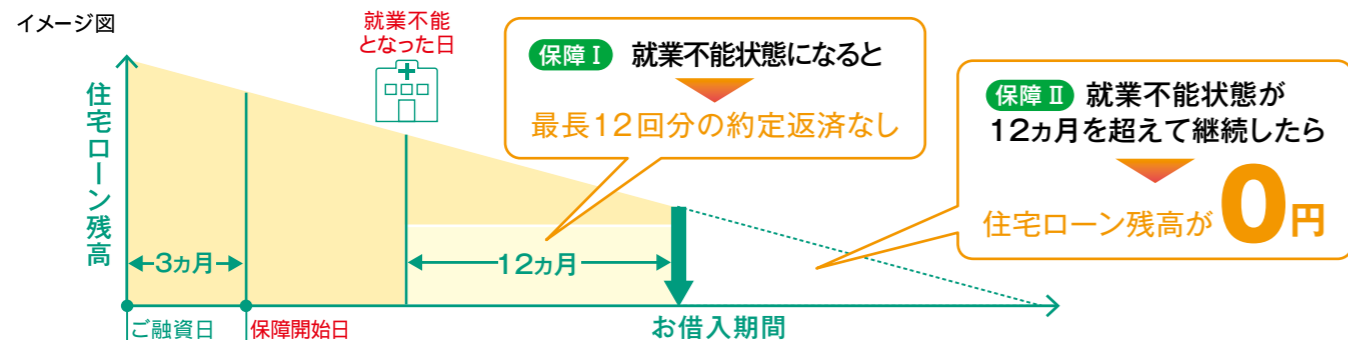 イメージ図
住宅ローン残高
就業不能
となった日
保障Ⅰ 就業不能状態になると
最長12回分の約定返済なし
保障Ⅱ 就業不能状態が
12ヵ月を超えて継続したら
住宅ローン残高が0円
3ヵ月
12ヵ月
ご融資日
保障開始日
お借入期間